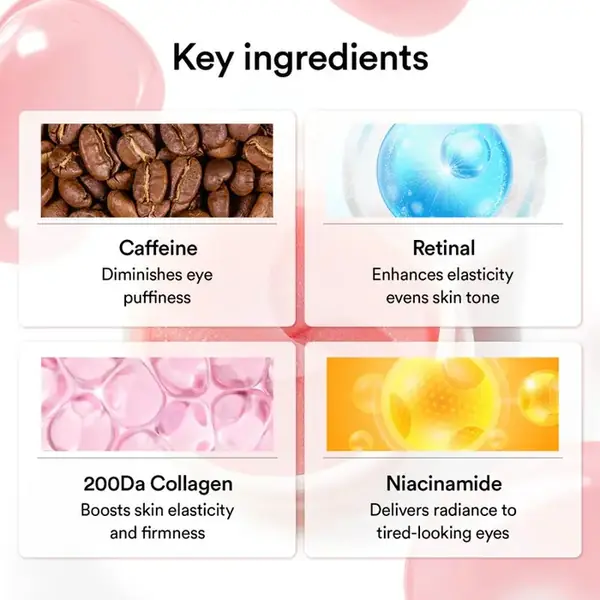 Key ingredients
Caffeine
Diminishes eye
puffiness
Retinal
Enhances elasticity
evens skin tone
200Da Collagen
Boosts skin elasticity
and firmness
Niacinamide
Delivers radiance to
tired-looking eyes